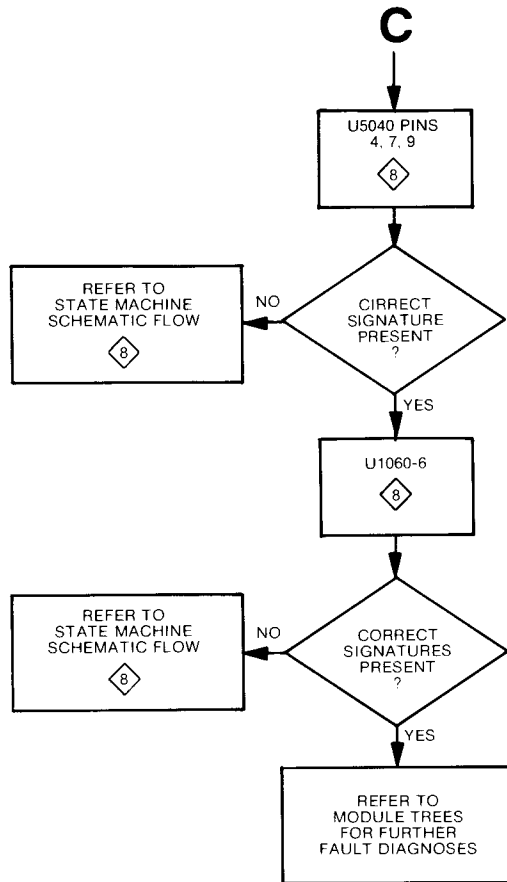 C
U5040 PINS
4, 7, 9
8
CIRRECT
SIGNATURE
PRESENT
?
NO
REFER TO
STATE MACHINE
SCHEMATIC FLOW
8
YES
U1060-6
8
CORRECT
SIGNATURES
PRESENT
?
NO
REFER TO
STATE MACHINE
SCHEMATIC FLOW
8
YES
REFER TO
MODULE TREES
FOR FURTHER
FAULT DIAGNOSES